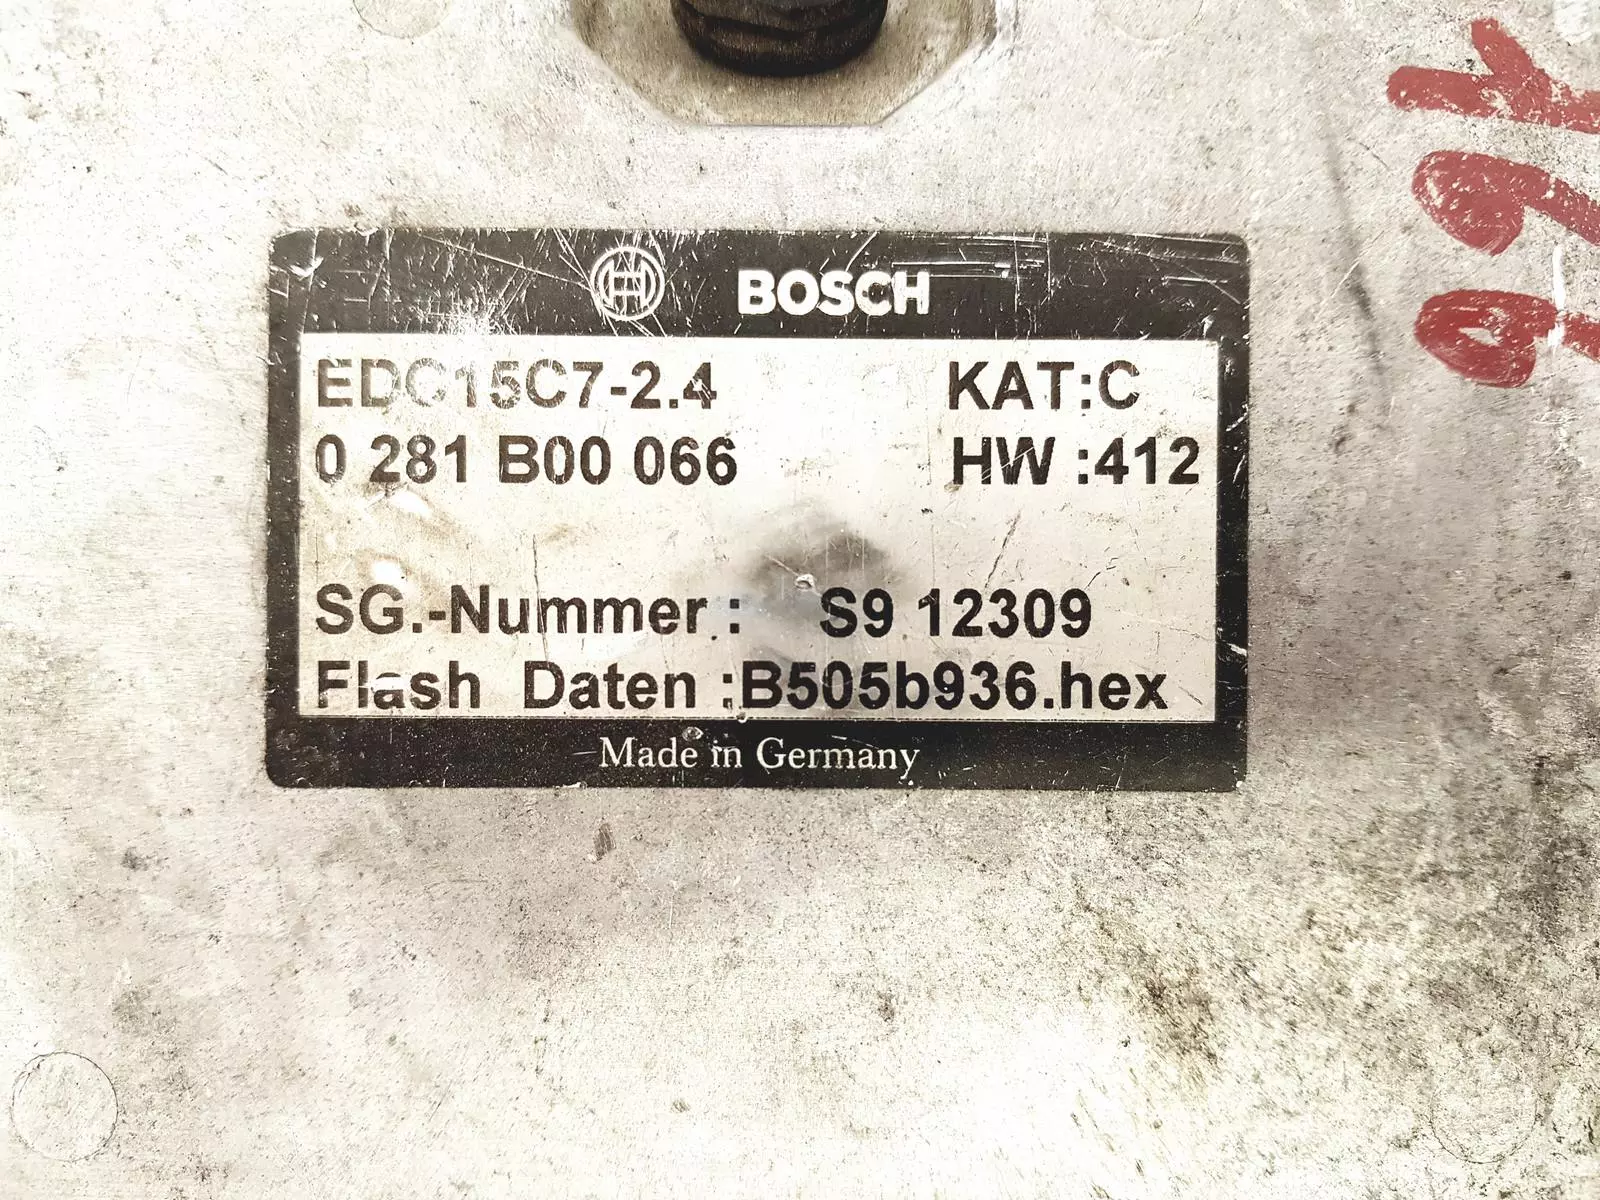 BOSCH
EDC15C7-2.4 KAT:C
0 281 B00 066 HW :412
SG.-Nummer : S9 12309
Flash Daten :B505b936.hex
Made in Germany